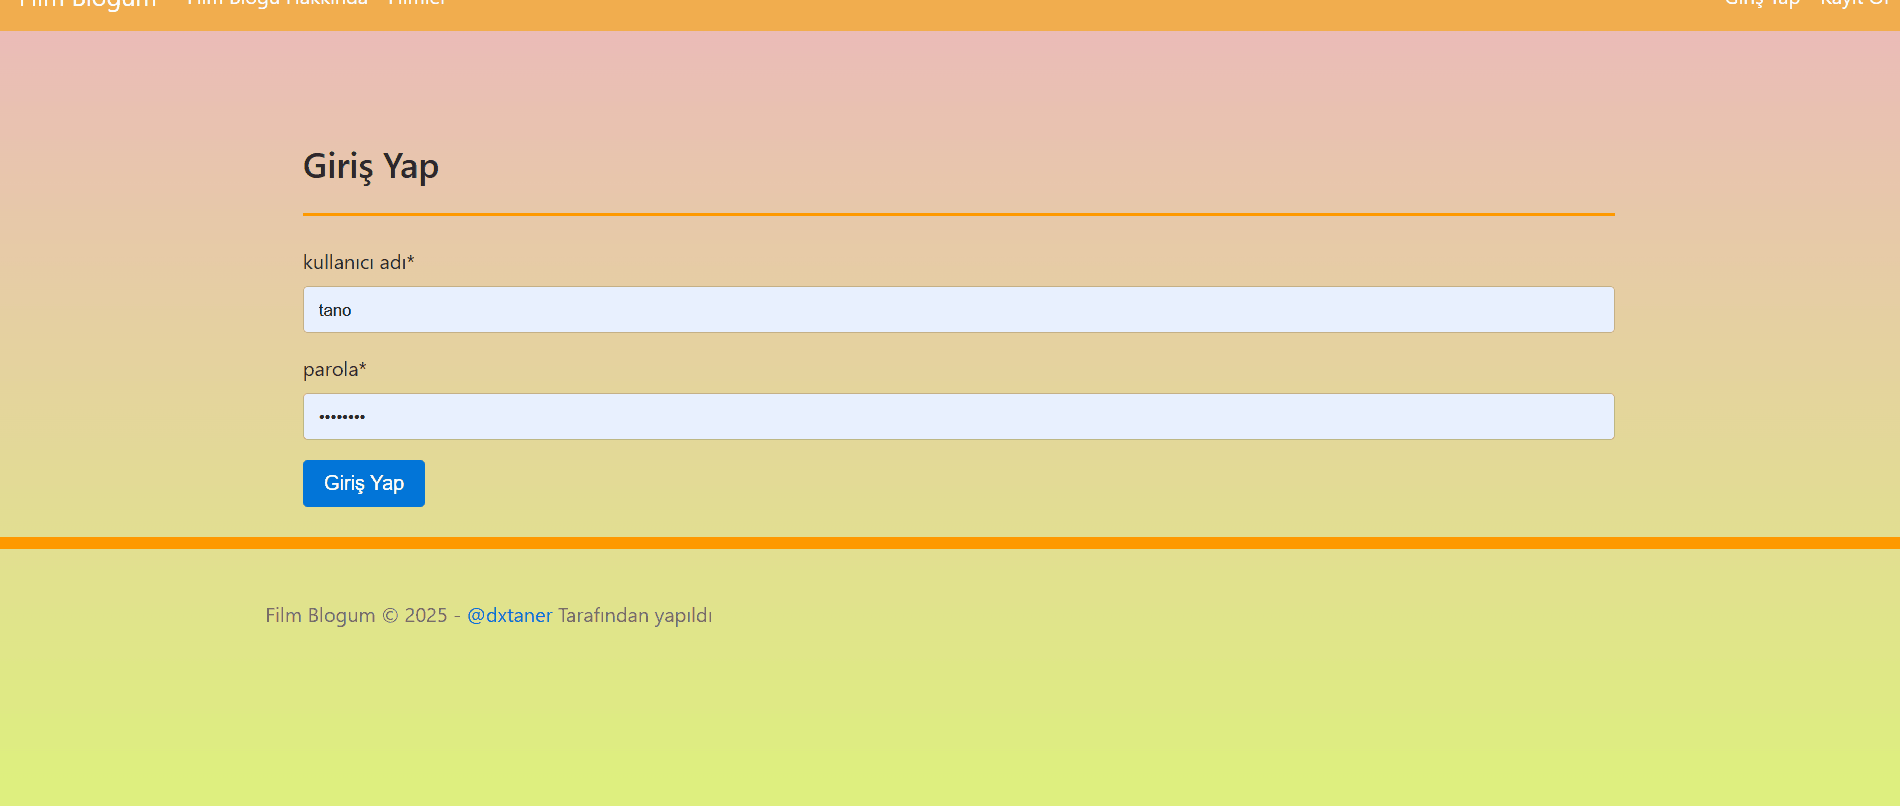 Film Blogum Film Blogu Hakkında Filmler Giriş Yap Kayıt Ol
Giriş Yap
kullanıcı adı*
tano
parola*
••••••••
Giriş Yap
Film Blogum © 2025 - @dxtaner Tarafından yapıldı